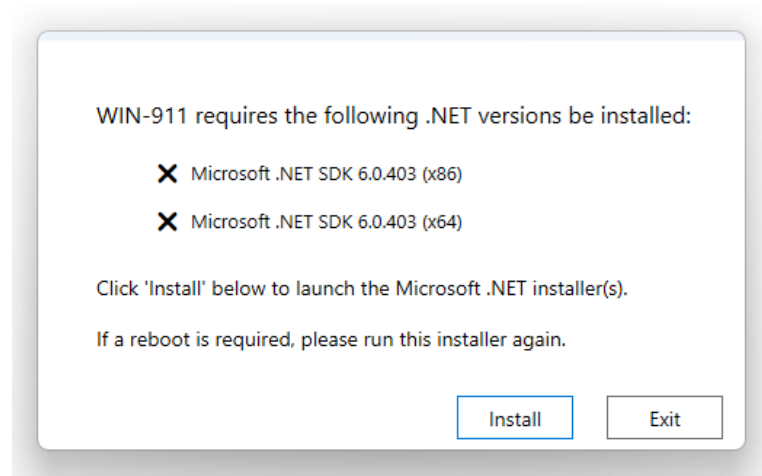 WIN-911 requires the following .NET versions be installed:
Microsoft .NET SDK 6.0.403 (x86)
Microsoft .NET SDK 6.0.403 (x64)
Click 'Install' below to launch the Microsoft .NET installer(s).
If a reboot is required, please run this installer again.
Install
Exit